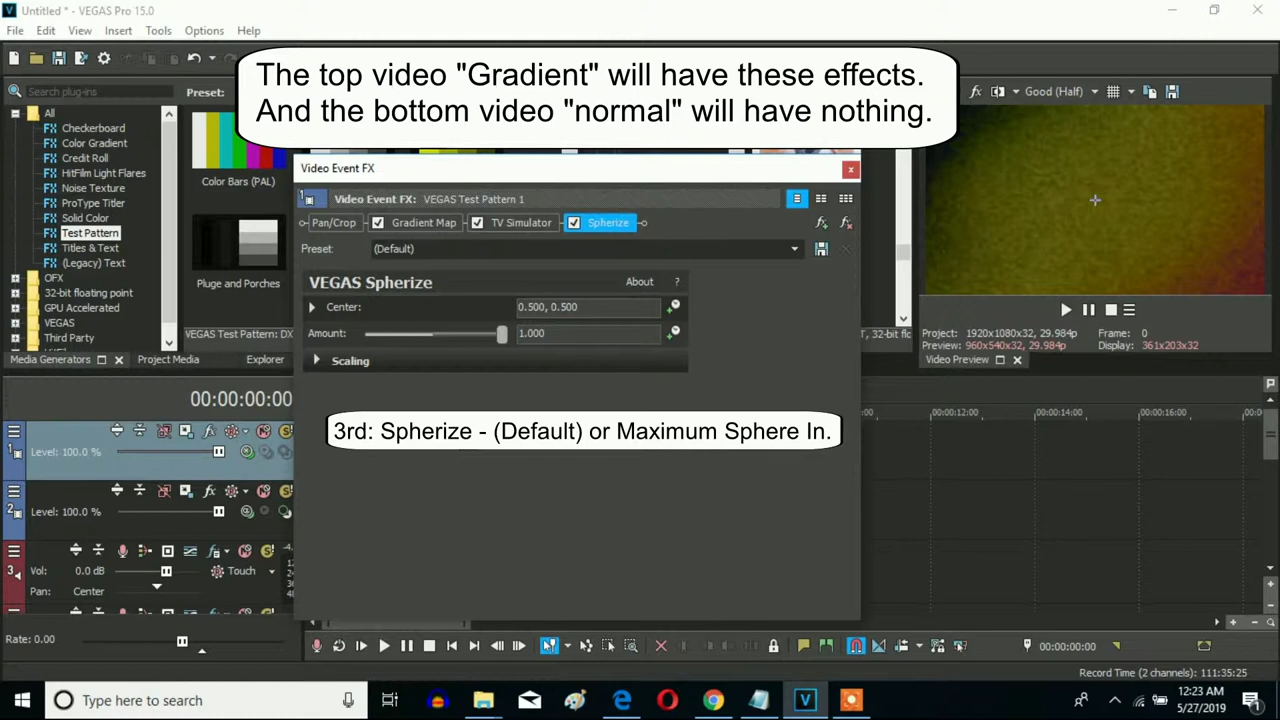 Untitled * - VEGAS Pro 15.0
File Edit View Insert Tools Options Help
The top video "Gradient" will have these effects.
And the bottom video "normal" will have nothing.
Search plug-ins
Preset:
Good (Half)
All
Checkerboard
Color Gradient
Credit Roll
HitFilm Light Flares
Noise Texture
ProType Titler
Solid Color
Test Pattern
Titles & Text
(Legacy) Text
OFX
32-bit floating point
GPU Accelerated
VEGAS
Third Party
Color Bars (PAL)
Pluge and Porches
VEGAS Test Pattern: DX
Video Event FX
Video Event FX: VEGAS Test Pattern 1
Pan/Crop Gradient Map TV Simulator Spherize
Preset: (Default)
VEGAS Spherize About ?
Center: 0.500, 0.500
Amount: 1.000
Scaling
3rd: Spherize - (Default) or Maximum Sphere In.
Project: 1920x1080x32, 29.984p Frame: 0
Preview: 960x540x32, 29.984p Display: 361x203x32
Video Preview
Media Generators Project Media Explorer
00:00:00:00
00:00:12:00 00:00:14:00 00:00:16:00
1
Level: 100.0 %
2
Level: 100.0 %
3
Vol: 0.0 dB Touch
Pan: Center
Rate: 0.00
00:00:00:00
Record Time (2 channels): 111:35:25
Type here to search
12:23 AM
5/27/2019